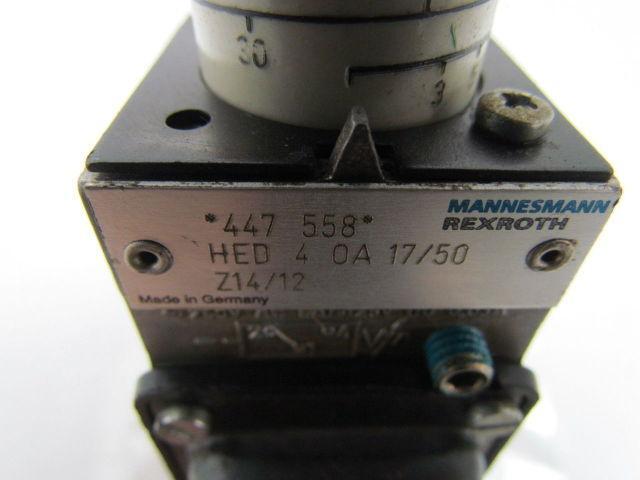 30
3
*447 558*
MANNESMANN
REXROTH
HED 4 OA 17/50
Z14/12
Made in Germany